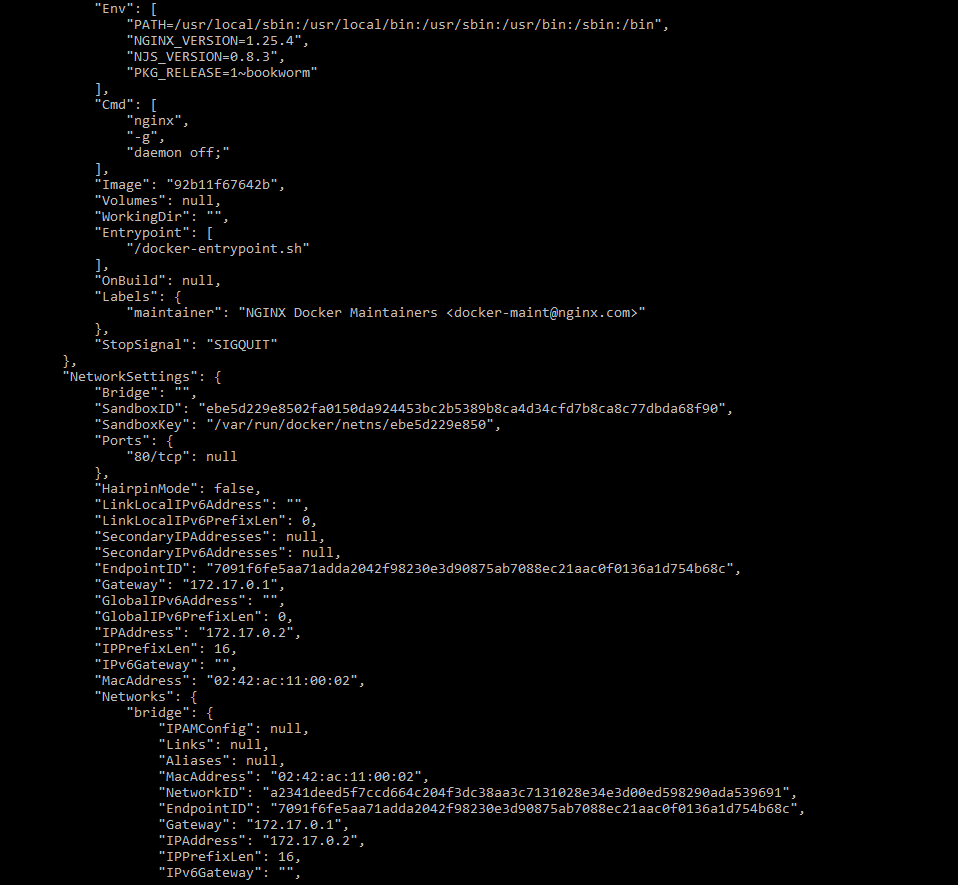 "Env": [
"PATH=/usr/local/sbin:/usr/local/bin:/usr/sbin:/usr/bin:/sbin:/bin",
"NGINX_VERSION=1.25.4",
"NJS_VERSION=0.8.3",
"PKG_RELEASE=1~bookworm"
],
"Cmd": [
"nginx",
"-g",
"daemon off;"
],
"Image": "92b11f67642b",
"Volumes": null,
"WorkingDir": "",
"Entrypoint": [
"/docker-entrypoint.sh"
],
"OnBuild": null,
"Labels": {
"maintainer": "NGINX Docker Maintainers <docker-maint@nginx.com>"
},
"StopSignal": "SIGQUIT"
},
"NetworkSettings": {
"Bridge": "",
"SandboxID": "ebe5d229e8502fa0150da924453bc2b5389b8ca4d34cfd7b8ca8c77dbda68f90",
"SandboxKey": "/var/run/docker/netns/ebe5d229e850",
"Ports": {
"80/tcp": null
},
"HairpinMode": false,
"LinkLocalIPv6Address": "",
"LinkLocalIPv6PrefixLen": 0,
"SecondaryIPAddresses": null,
"SecondaryIPv6Addresses": null,
"EndpointID": "7091f6fe5aa71adda2042f98230e3d90875ab7088ec21aac0f0136a1d754b68c",
"Gateway": "172.17.0.1",
"GlobalIPv6Address": "",
"GlobalIPv6PrefixLen": 0,
"IPAddress": "172.17.0.2",
"IPPrefixLen": 16,
"IPv6Gateway": "",
"MacAddress": "02:42:ac:11:00:02",
"Networks": {
"bridge": {
"IPAMConfig": null,
"Links": null,
"Aliases": null,
"MacAddress": "02:42:ac:11:00:02",
"NetworkID": "a2341deed5f7ccd664c204f3dc38aa3c7131028e34e3d00ed598290ada539691",
"EndpointID": "7091f6fe5aa71adda2042f98230e3d90875ab7088ec21aac0f0136a1d754b68c",
"Gateway": "172.17.0.1",
"IPAddress": "172.17.0.2",
"IPPrefixLen": 16,
"IPv6Gateway": "",